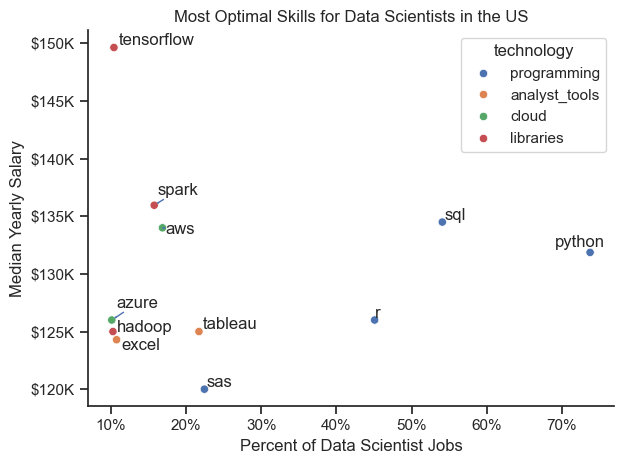 Most Optimal Skills for Data Scientists in the US
Median Yearly Salary
$150K
$145K
$140K
$135K
$130K
$125K
$120K
tensorflow
spark
aws
azure
hadoop
excel
tableau
sas
r
sql
python
technology
programming
analyst_tools
cloud
libraries
10% 20% 30% 40% 50% 60% 70%
Percent of Data Scientist Jobs